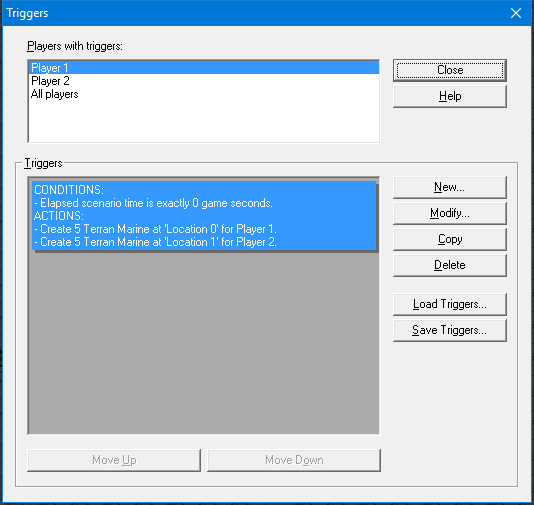 Triggers
Players with triggers:
Player 1
Player 2
All players
Close
Help
Triggers
CONDITIONS:
- Elapsed scenario time is exactly 0 game seconds.
ACTIONS:
- Create 5 Terran Marine at 'Location 0' for Player 1.
- Create 5 Terran Marine at 'Location 1' for Player 2.
New...
Modify...
Copy
Delete
Load Triggers...
Save Triggers...
Move Up
Move Down